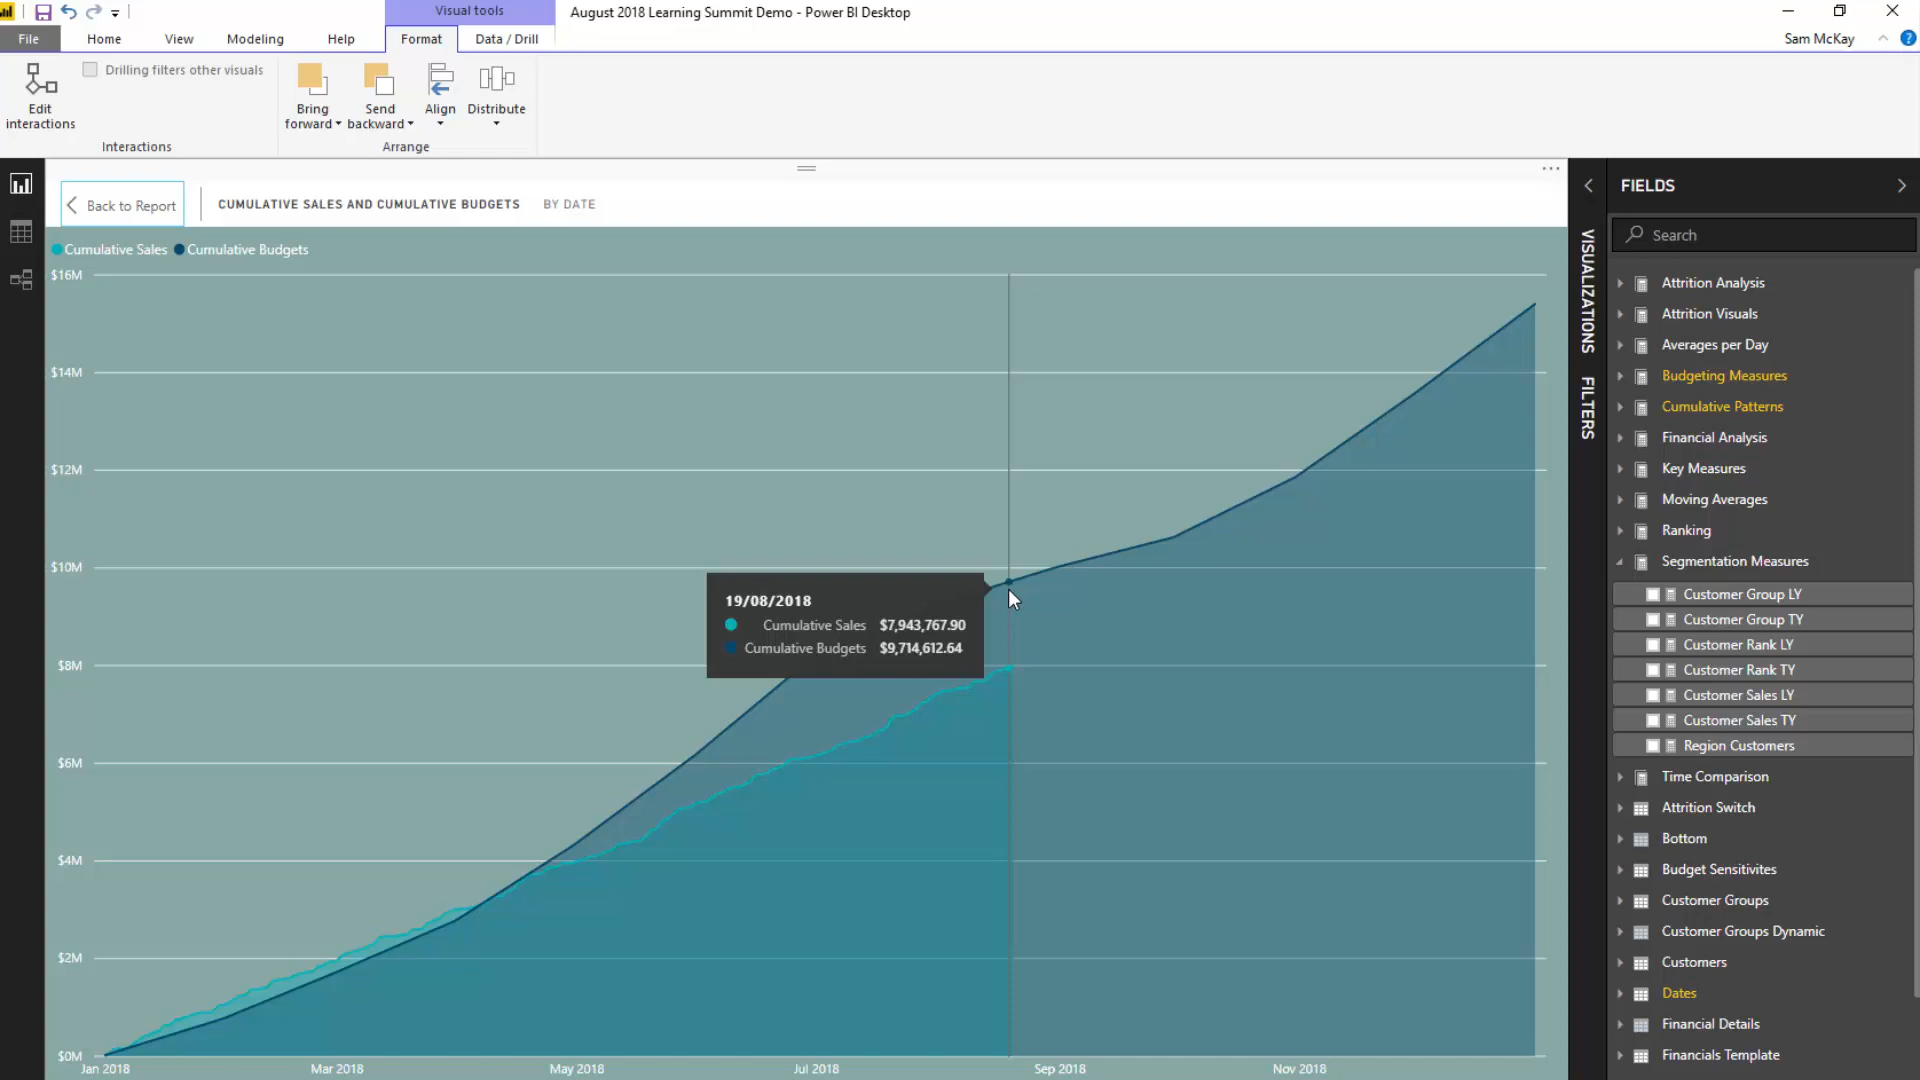 Visual tools
August 2018 Learning Summit Demo - Power BI Desktop
File
Home
View
Modeling
Help
Format
Data / Drill
Sam McKay
Edit interactions
Drilling filters other visuals
Bring forward
Send backward
Align
Distribute
Interactions
Arrange
Back to Report
CUMULATIVE SALES AND CUMULATIVE BUDGETS BY DATE
Cumulative Sales
Cumulative Budgets
$16M
$14M
$12M
$10M
$8M
$6M
$4M
$2M
$0M
19/08/2018
Cumulative Sales $7,943,767.90
Cumulative Budgets $9,714,612.64
Jan 2018
Mar 2018
May 2018
Jul 2018
Sep 2018
Nov 2018
VISUALIZATIONS
FILTERS
FIELDS
Search
Attrition Analysis
Attrition Visuals
Averages per Day
Budgeting Measures
Cumulative Patterns
Financial Analysis
Key Measures
Moving Averages
Ranking
Segmentation Measures
Customer Group LY
Customer Group TY
Customer Rank LY
Customer Rank TY
Customer Sales LY
Customer Sales TY
Region Customers
Time Comparison
Attrition Switch
Bottom
Budget Sensitivites
Customer Groups
Customer Groups Dynamic
Customers
Dates
Financial Details
Financials Template